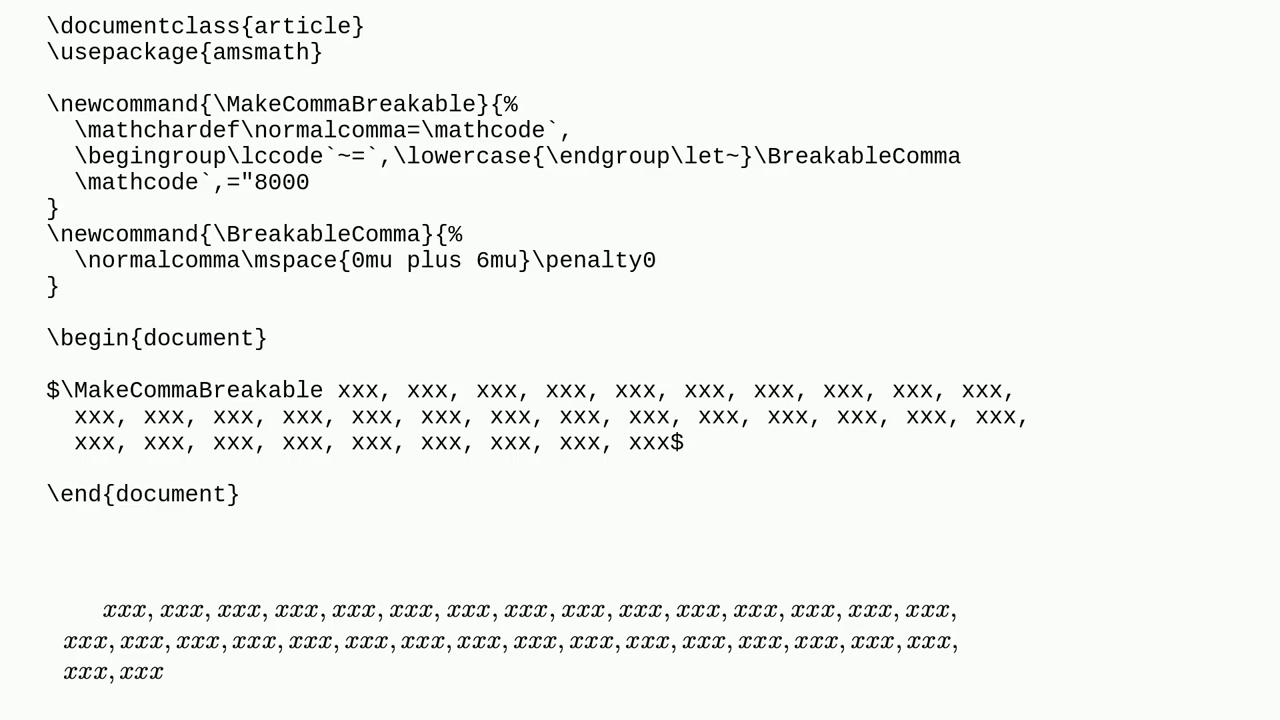 \documentclass{article}
\usepackage{amsmath}
\newcommand{\MakeCommaBreakable}{%
  \mathchardef\normalcomma=\mathcode`,
  \begingroup\lccode`~=`,\lowercase{\endgroup\let~}\BreakableComma
  \mathcode`,="8000
}
\newcommand{\BreakableComma}{%
  \normalcomma\mspace{0mu plus 6mu}\penalty0
}
\begin{document}
$\MakeCommaBreakable xxx, xxx, xxx, xxx, xxx, xxx, xxx, xxx, xxx, xxx,
  xxx, xxx, xxx, xxx, xxx, xxx, xxx, xxx, xxx, xxx, xxx, xxx, xxx, xxx,
  xxx, xxx, xxx, xxx, xxx, xxx, xxx, xxx, xxx$
\end{document}
xxx, xxx, xxx, xxx, xxx, xxx, xxx, xxx, xxx, xxx, xxx, xxx, xxx, xxx, xxx,
xxx, xxx, xxx, xxx, xxx, xxx, xxx, xxx, xxx, xxx, xxx, xxx, xxx, xxx, xxx, xxx,
xxx, xxx